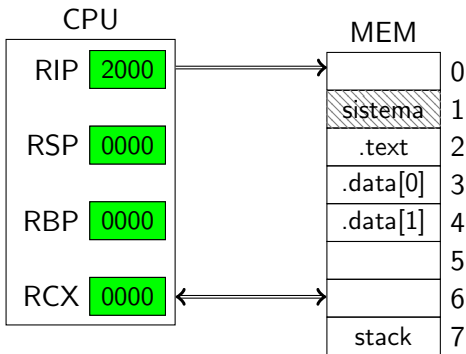 CPU
MEM
RIP 2000
0
sistema 1
RSP 0000
.text 2
.data[0] 3
RBP 0000
.data[1] 4
5
RCX 0000
6
stack 7